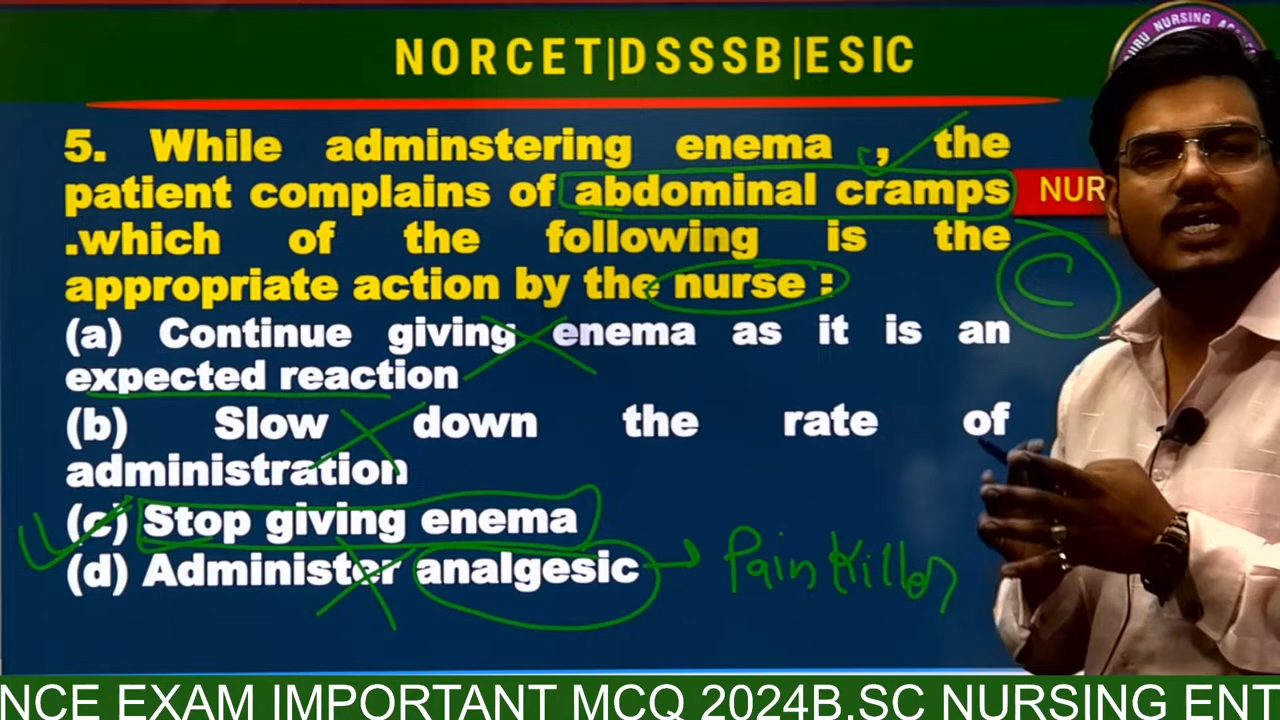 NORCET|DSSSB|ESIC
NURSING
5. While adminstering enema , the
patient complains of abdominal cramps
NUR
.which of the following is the
appropriate action by the nurse :
C
(a) Continue giving enema as it is an
expected reaction
(b) Slow down the rate of
administration
(c) Stop giving enema
(d) Administer analgesic → Pain Killer
NCE EXAM IMPORTANT MCQ 2024B.SC NURSING ENT